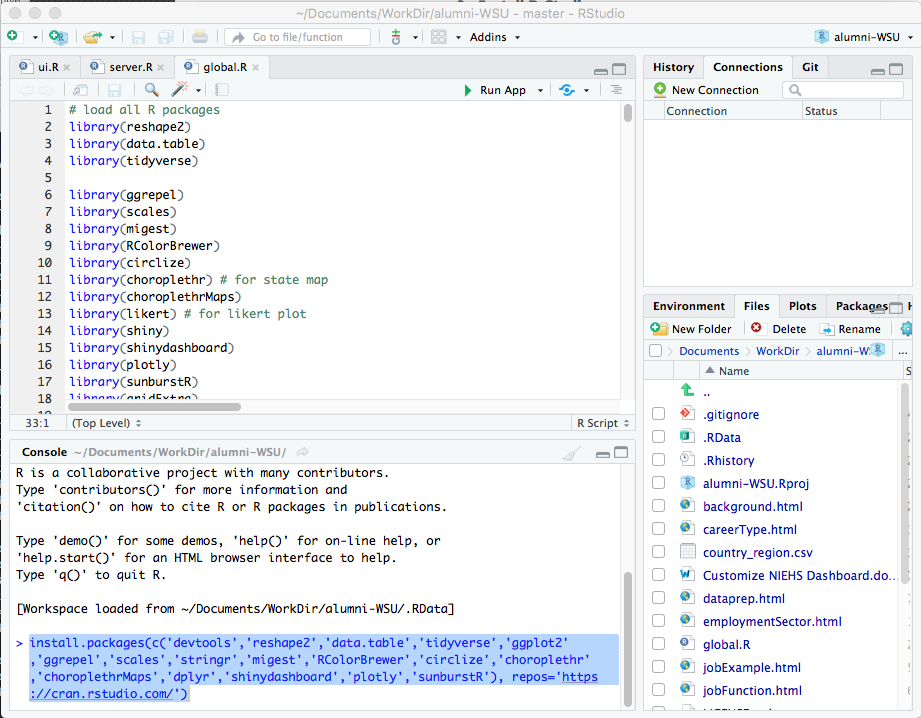 ~/Documents/WorkDir/alumni-WSU - master - RStudio
Go to file/function
Addins
alumni-WSU
ui.R
server.R
global.R
Run App
1 # load all R packages
2 library(reshape2)
3 library(data.table)
4 library(tidyverse)
5
6 library(ggrepel)
7 library(scales)
8 library(migest)
9 library(RColorBrewer)
10 library(circlize)
11 library(choroplethr) # for state map
12 library(choroplethrMaps)
13 library(likert) # for likert plot
14 library(shiny)
15 library(shinydashboard)
16 library(plotly)
17 library(sunburstR)
18 library(gridExtra)
19
33:1 (Top Level) R Script
Console ~/Documents/WorkDir/alumni-WSU/
R is a collaborative project with many contributors.
Type 'contributors()' for more information and
'citation()' on how to cite R or R packages in publications.
Type 'demo()' for some demos, 'help()' for on-line help, or
'help.start()' for an HTML browser interface to help.
Type 'q()' to quit R.
[Workspace loaded from ~/Documents/WorkDir/alumni-WSU/.RData]
> install.packages(c('devtools','reshape2','data.table','tidyverse','ggplot2'
,'ggrepel','scales','stringr','migest','RColorBrewer','circlize','choroplethr'
,'choroplethrMaps','dplyr','shinydashboard','plotly','sunburstR'), repos='https
://cran.rstudio.com/')
History Connections Git
New Connection
Connection Status
Environment Files Plots Packages
New Folder Delete Rename
Documents WorkDir alumni-W
...
Name S
..
.gitignore
.RData
.Rhistory
alumni-WSU.Rproj
background.html
careerType.html
country_region.csv
Customize NIEHS Dashboard.do...
dataprep.html
employmentSector.html
global.R
jobExample.html
jobFunction.html